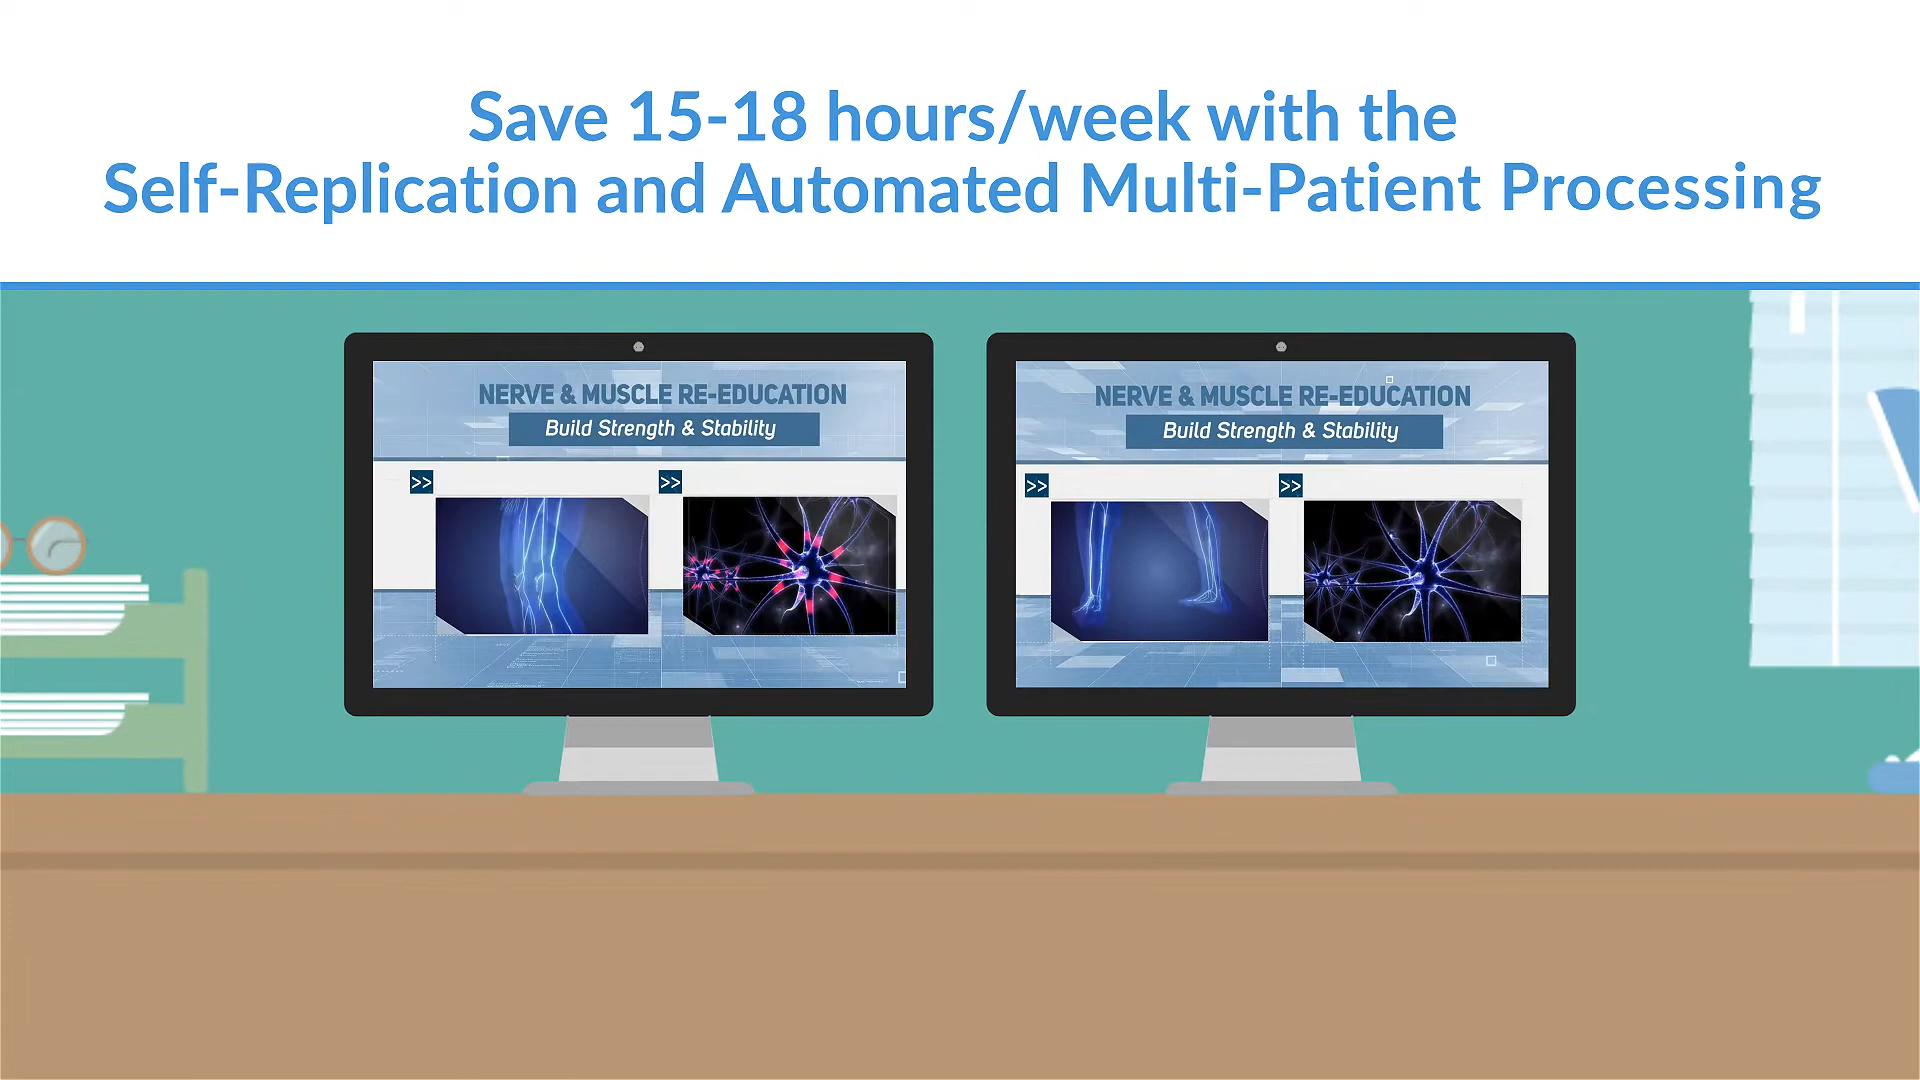 Save 15-18 hours/week with the
Self-Replication and Automated Multi-Patient Processing
NERVE & MUSCLE RE-EDUCATION
Build Strength & Stability
>>
>>
NERVE & MUSCLE RE-EDUCATION
Build Strength & Stability
>>
>>